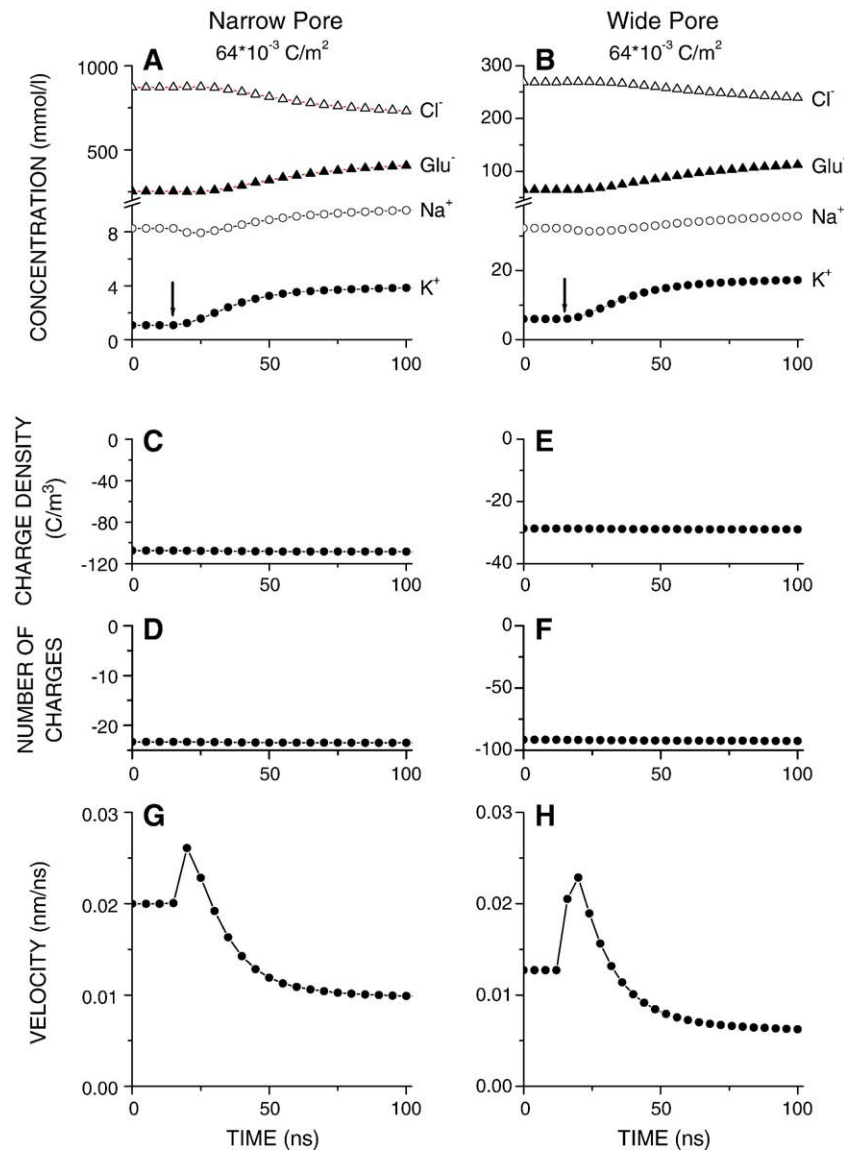 Narrow Pore
64*10⁻³ C/m²
Wide Pore
64*10⁻³ C/m²
A
CONCENTRATION (mmol/l)
1000
500
8
4
0
Cl⁻
Glu⁻
Na⁺
K⁺
0 50 100
B
300
200
100
20
0
Cl⁻
Glu⁻
Na⁺
K⁺
0 50 100
C
CHARGE DENSITY
(C/m³)
0
-40
-80
-120
0 50 100
E
0
-20
-40
0 50 100
D
NUMBER OF
CHARGES
0
-10
-20
0 50 100
F
0
-50
-100
0 50 100
G
VELOCITY (nm/ns)
0.03
0.02
0.01
0.00
0 50 100
TIME (ns)
H
0.03
0.02
0.01
0.00
0 50 100
TIME (ns)